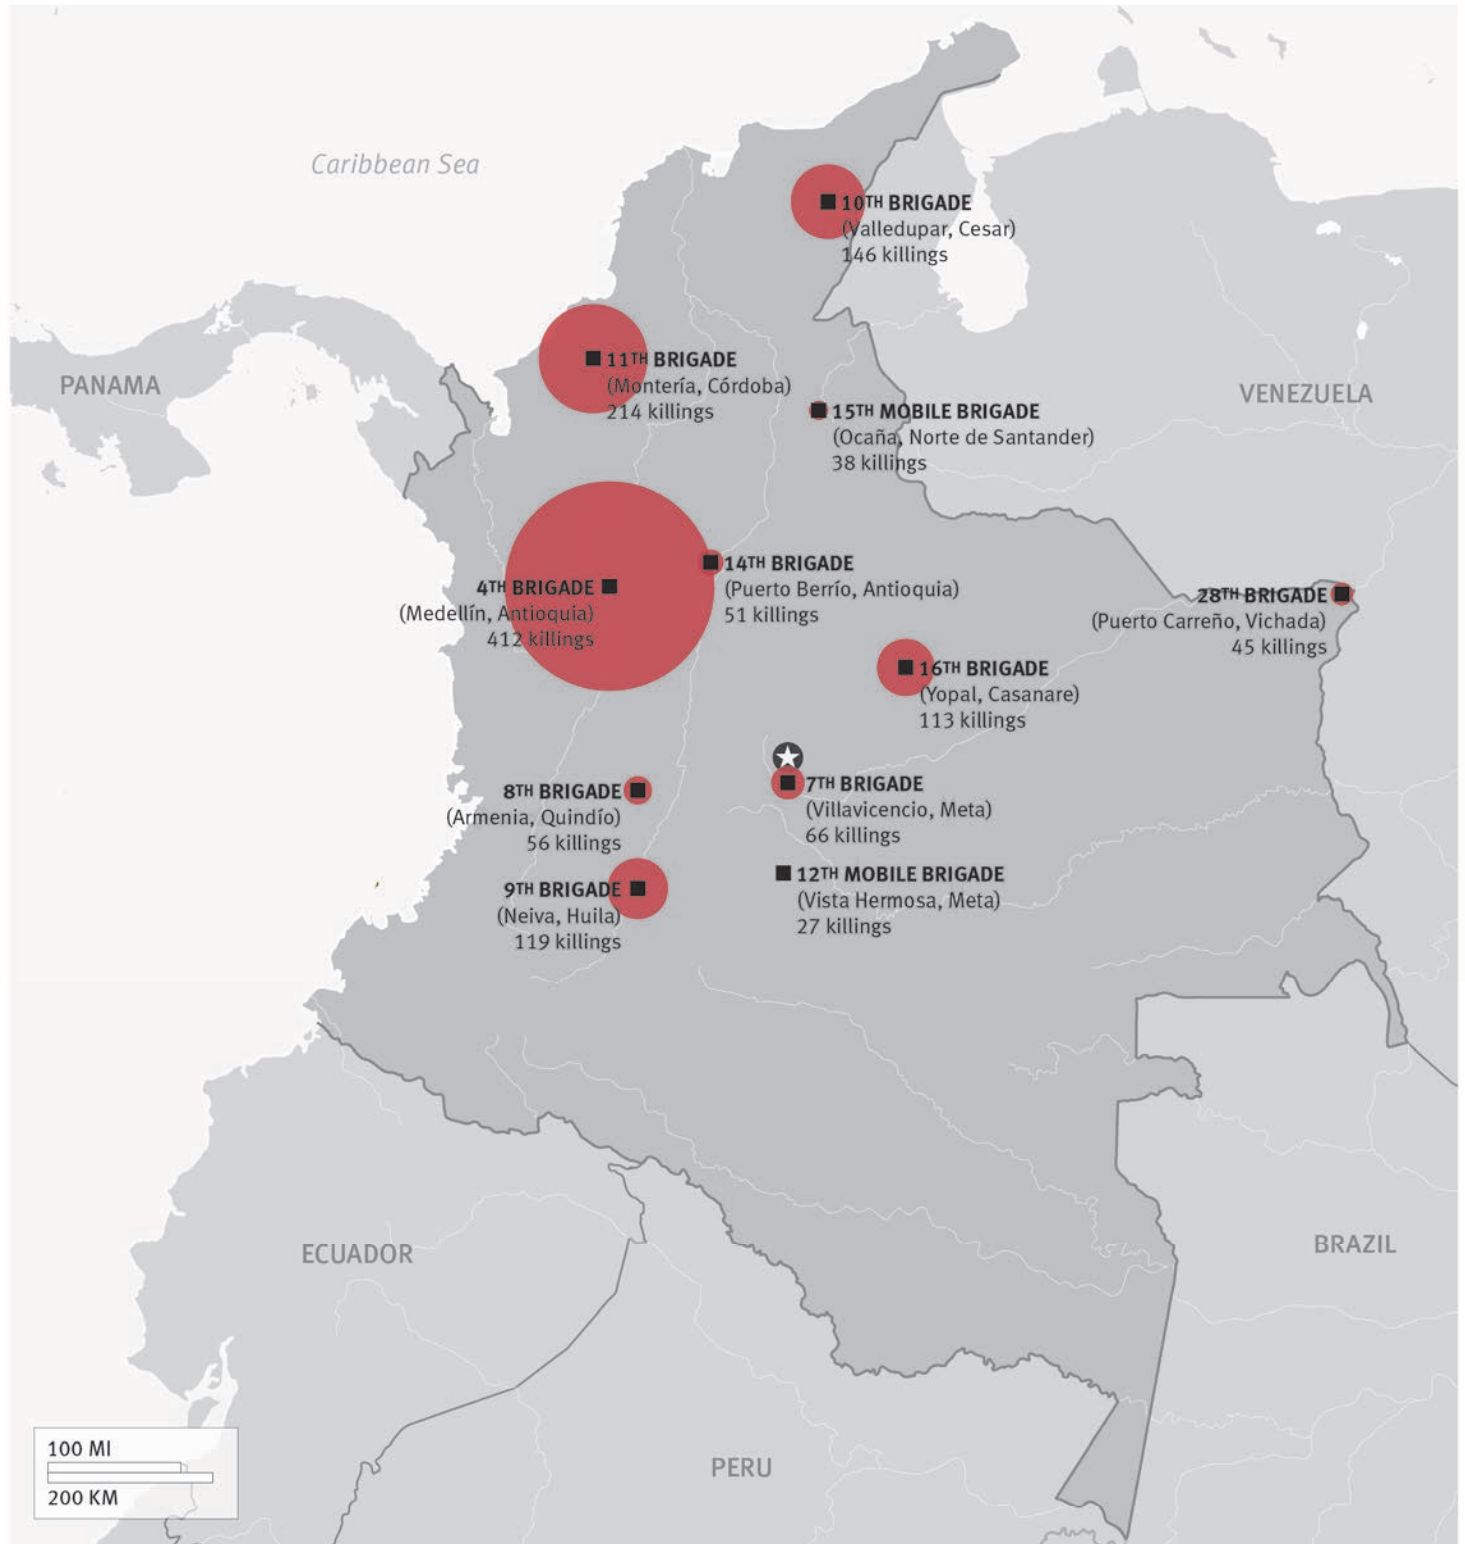 Caribbean Sea
10TH BRIGADE
(Valledupar, Cesar)
146 killings
11TH BRIGADE
(Montería, Córdoba)
214 killings
PANAMA
VENEZUELA
15TH MOBILE BRIGADE
(Ocaña, Norte de Santander)
38 killings
4TH BRIGADE
(Medellín, Antioquia)
412 killings
14TH BRIGADE
(Puerto Berrío, Antioquia)
51 killings
28TH BRIGADE
(Puerto Carreño, Vichada)
45 killings
16TH BRIGADE
(Yopal, Casanare)
113 killings
8TH BRIGADE
(Armenia, Quindío)
56 killings
7TH BRIGADE
(Villavicencio, Meta)
66 killings
9TH BRIGADE
(Neiva, Huila)
119 killings
12TH MOBILE BRIGADE
(Vista Hermosa, Meta)
27 killings
ECUADOR
BRAZIL
PERU
100 MI
200 KM